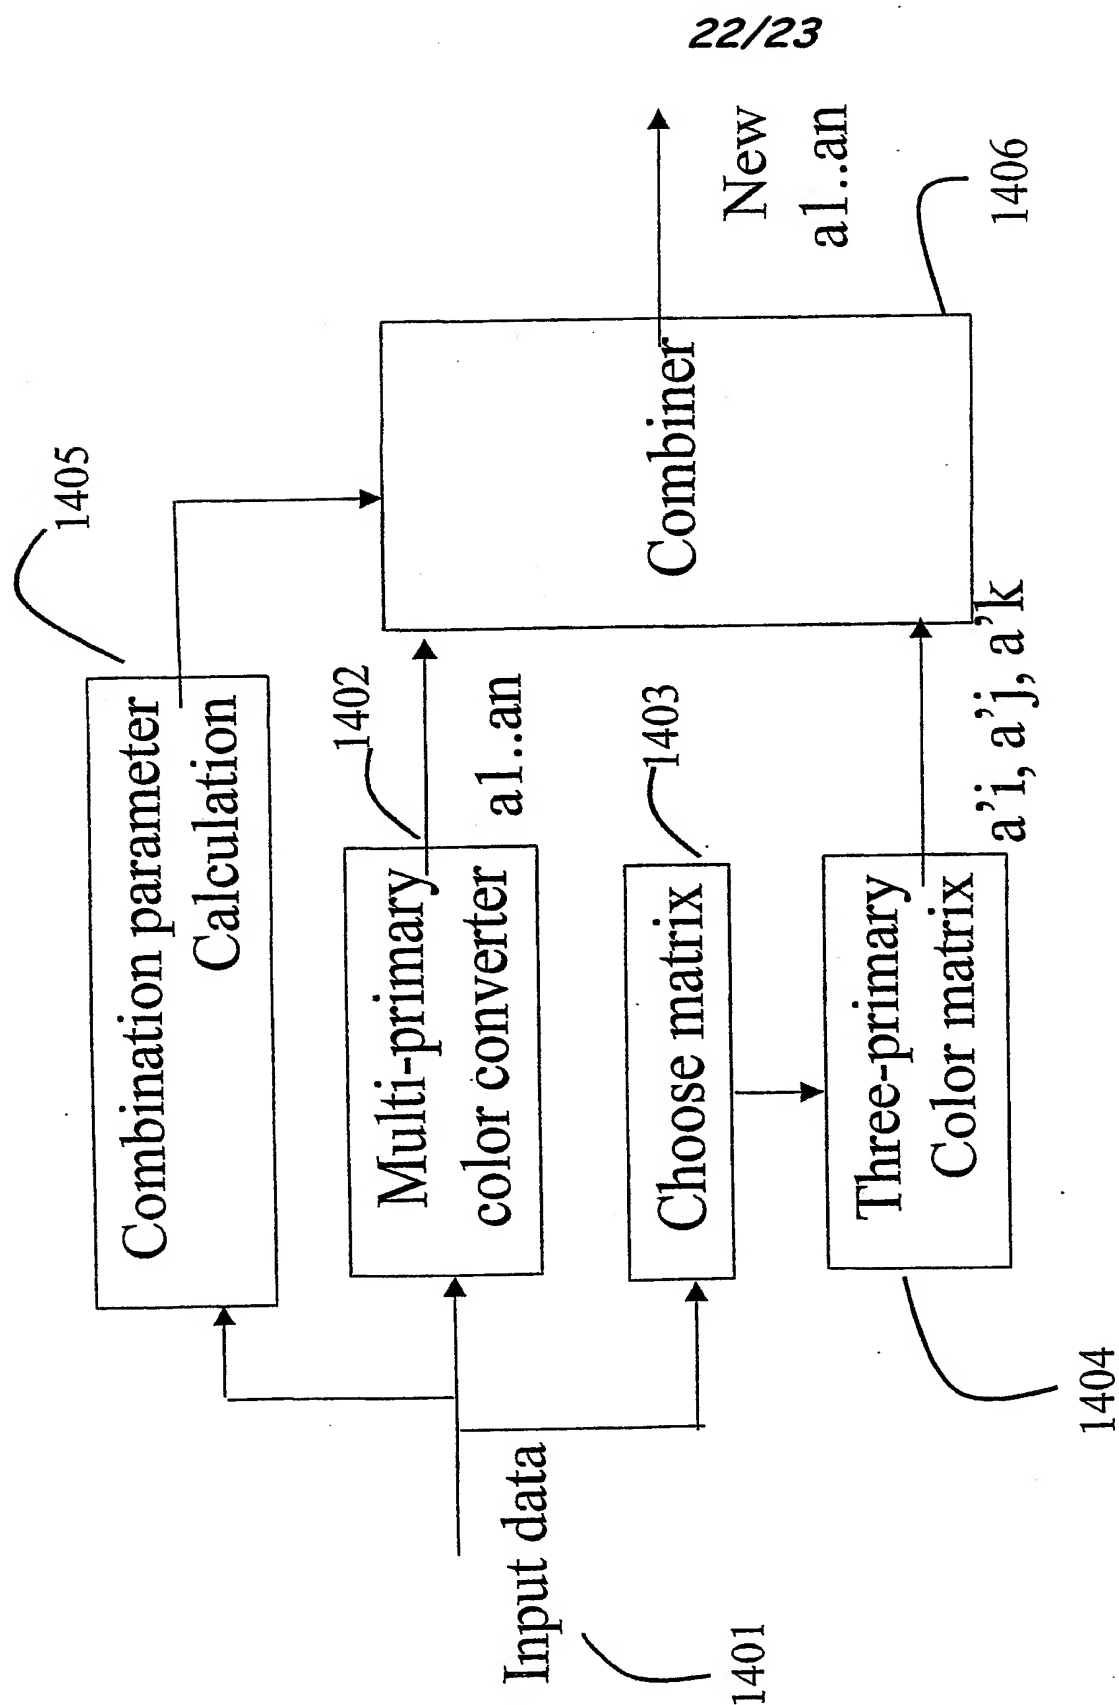 22/23
1405
Combination parameter
Calculation
1402
Multi-primary
color converter
a1..an
1403
Choose matrix
Three-primary
Color matrix
a'i, a'j, a'k
1404
Input data
1401
Combiner
1406
New
a1..an